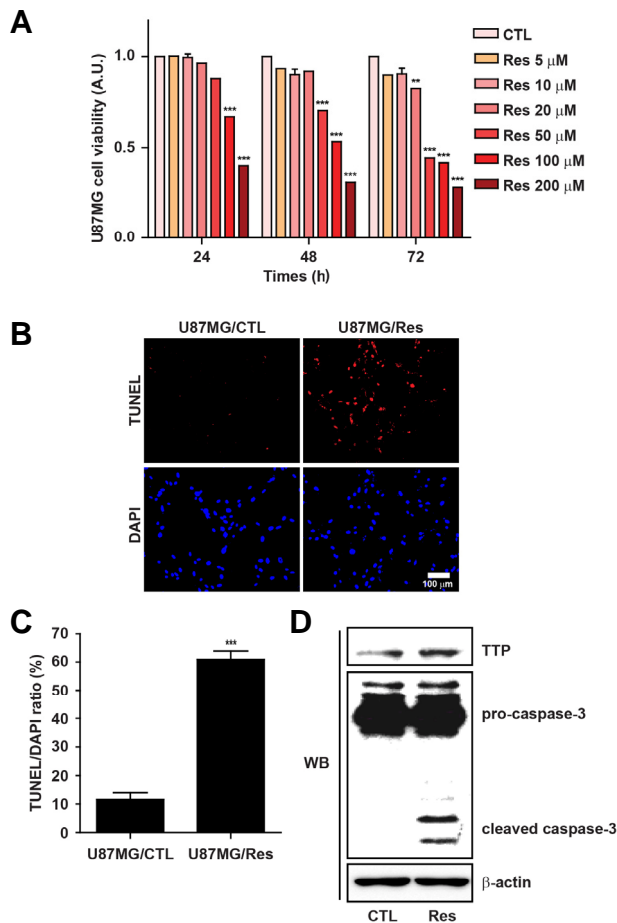 A
U87MG cell viability (A.U.)
1.0
0.5
0.0
***
***
***
***
***
**
***
***
***
24
48
72
Times (h)
CTL
Res 5 μM
Res 10 μM
Res 20 μM
Res 50 μM
Res 100 μM
Res 200 μM
B
U87MG/CTL
U87MG/Res
TUNEL
DAPI
100 μm
C
TUNEL/DAPI ratio (%)
70
60
50
40
30
20
10
0
***
U87MG/CTL
U87MG/Res
D
WB
TTP
pro-caspase-3
cleaved caspase-3
β-actin
CTL
Res